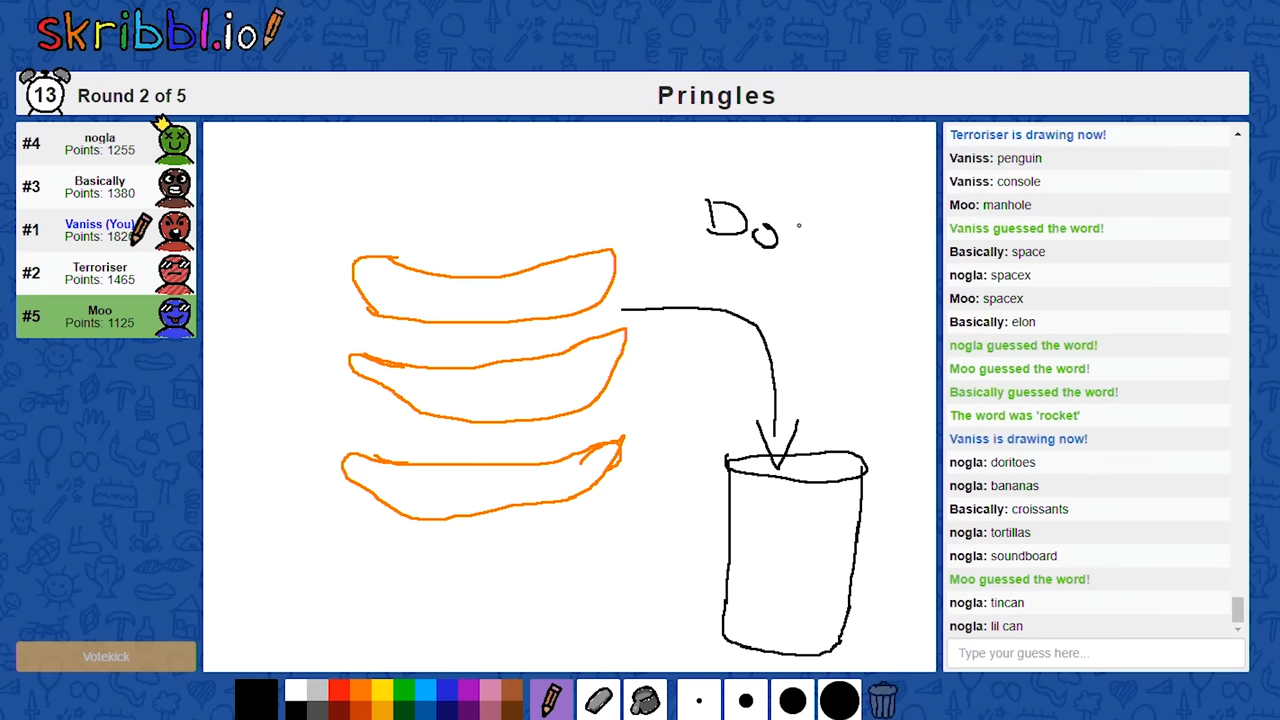 skribbl.io
13 Round 2 of 5
Pringles
#4 nogla
Points: 1255
#3 Basically
Points: 1380
#1 Vaniss (You)
Points: 182
#2 Terroriser
Points: 1465
#5 Moo
Points: 1125
Votekick
Do
Terroriser is drawing now!
Vaniss: penguin
Vaniss: console
Moo: manhole
Vaniss guessed the word!
Basically: space
nogla: spacex
Moo: spacex
Basically: elon
nogla guessed the word!
Moo guessed the word!
Basically guessed the word!
The word was 'rocket'
Vaniss is drawing now!
nogla: doritoes
nogla: bananas
Basically: croissants
nogla: tortillas
nogla: soundboard
Moo guessed the word!
nogla: tincan
nogla: lil can
Type your guess here...